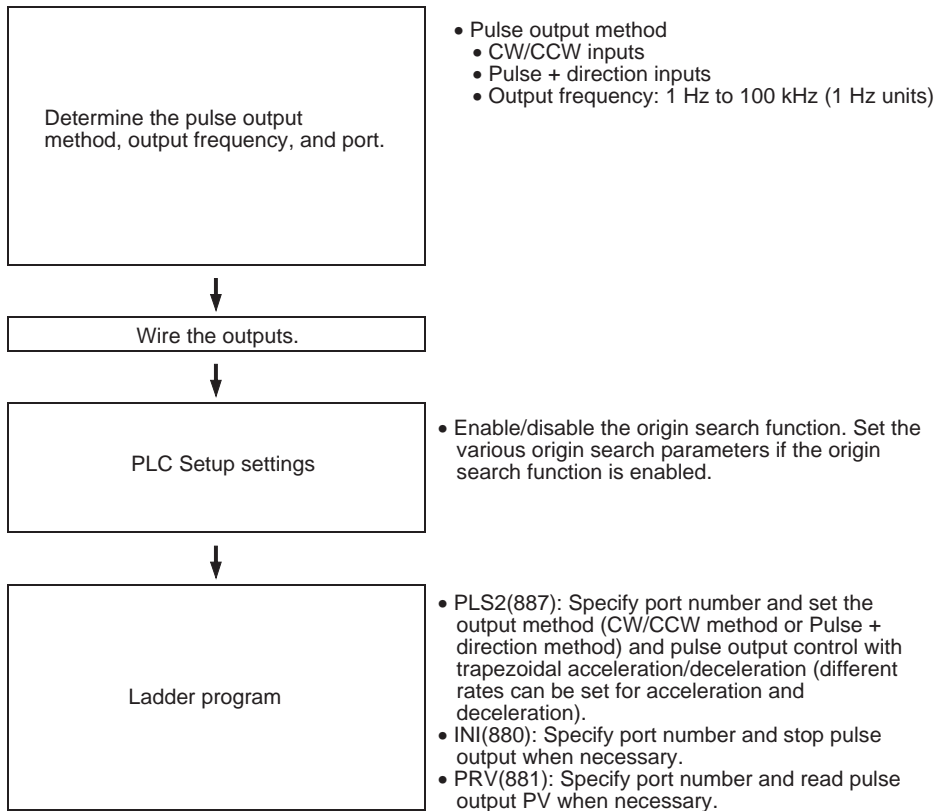 Determine the pulse output
method, output frequency, and port.
• Pulse output method
• CW/CCW inputs
• Pulse + direction inputs
• Output frequency: 1 Hz to 100 kHz (1 Hz units)
Wire the outputs.
PLC Setup settings
• Enable/disable the origin search function. Set the
various origin search parameters if the origin
search function is enabled.
Ladder program
• PLS2(887): Specify port number and set the
output method (CW/CCW method or Pulse +
direction method) and pulse output control with
trapezoidal acceleration/deceleration (different
rates can be set for acceleration and
deceleration).
• INI(880): Specify port number and stop pulse
output when necessary.
• PRV(881): Specify port number and read pulse
output PV when necessary.